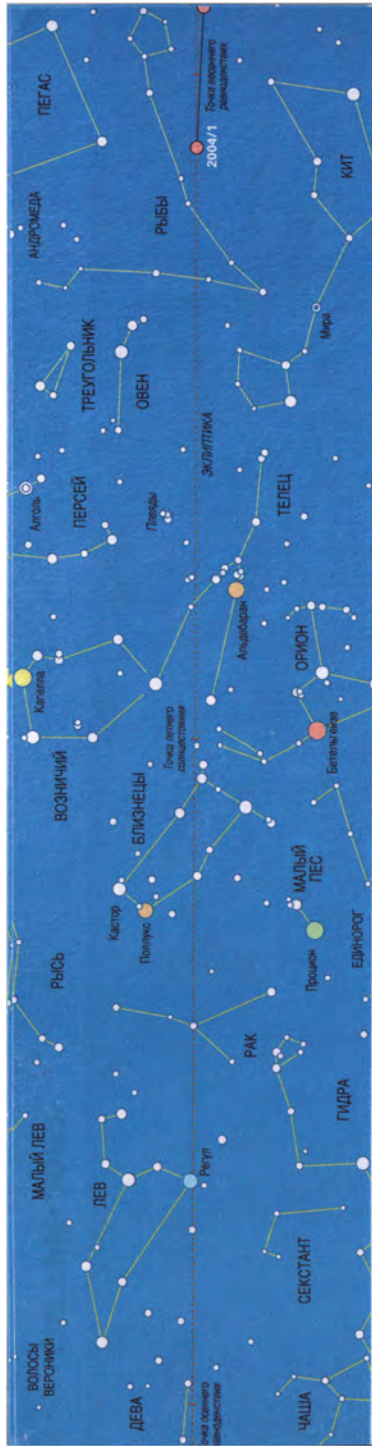 ВОЛОСЫ
ВЕРОНИКИ
МАЛЫЙ ЛЕВ
РЫСЬ
ВОЗНИЧИЙ
Капелла
Алголь
ПЕРСЕЙ
АНДРОМЕДА
ПЕГАС
ТРЕУГОЛЬНИК
ДЕВА
ЛЕВ
Кастор
Поллукс
БЛИЗНЕЦЫ
Плеяды
ОВЕН
РЫБЫ
очка осеннего
авноденствия
Регул
Точка летнего
солнцестояния
ЭКЛИПТИКА
2004/1
Точка весеннего
равноденствия
РАК
Альдебаран
ТЕЛЕЦ
ЧАША
СЕКСТАНТ
ГИДРА
Процион
МАЛЫЙ
ПЕС
ЕДИНОРОГ
Бетельгейзе
ОРИОН
Мира
КИТ